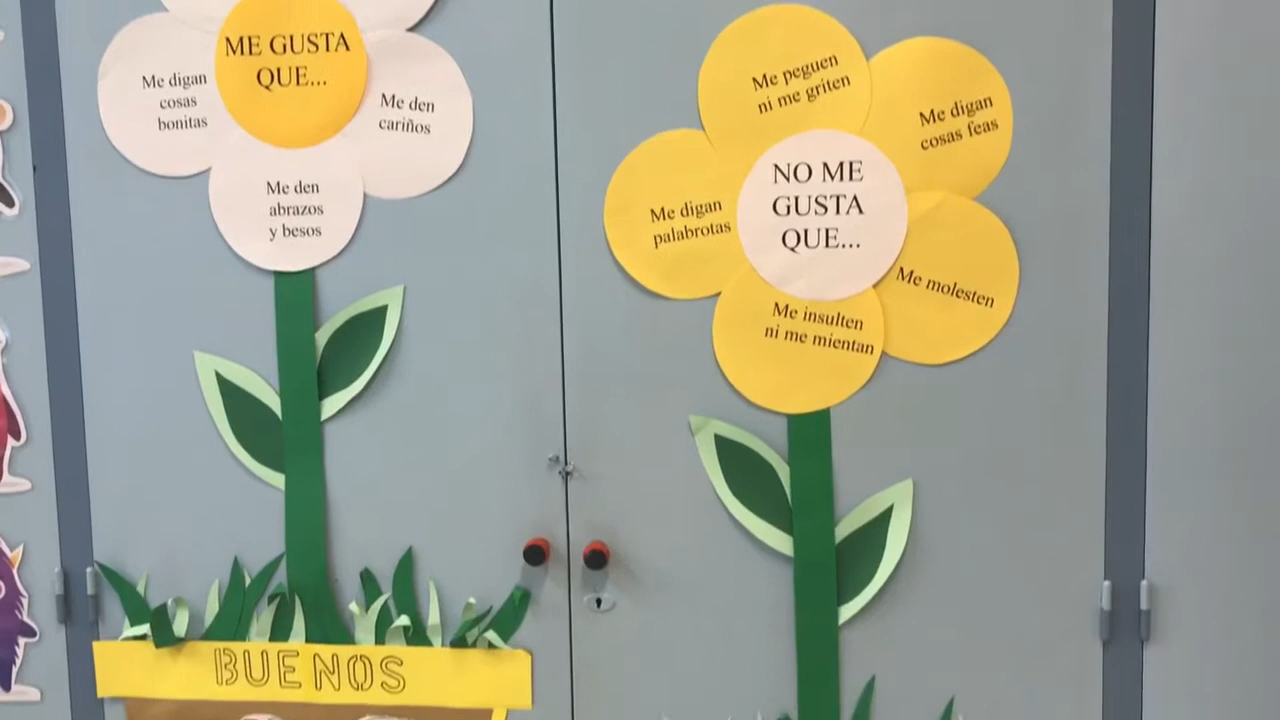 ME GUSTA
QUE...
Me digan
cosas
bonitas
Me den
cariños
Me den
abrazos
y besos
BUENOS
Me peguen
ni me griten
Me digan
cosas feas
Me digan
palabrotas
NO ME
GUSTA
QUE...
Me molesten
Me insulten
ni me mientan